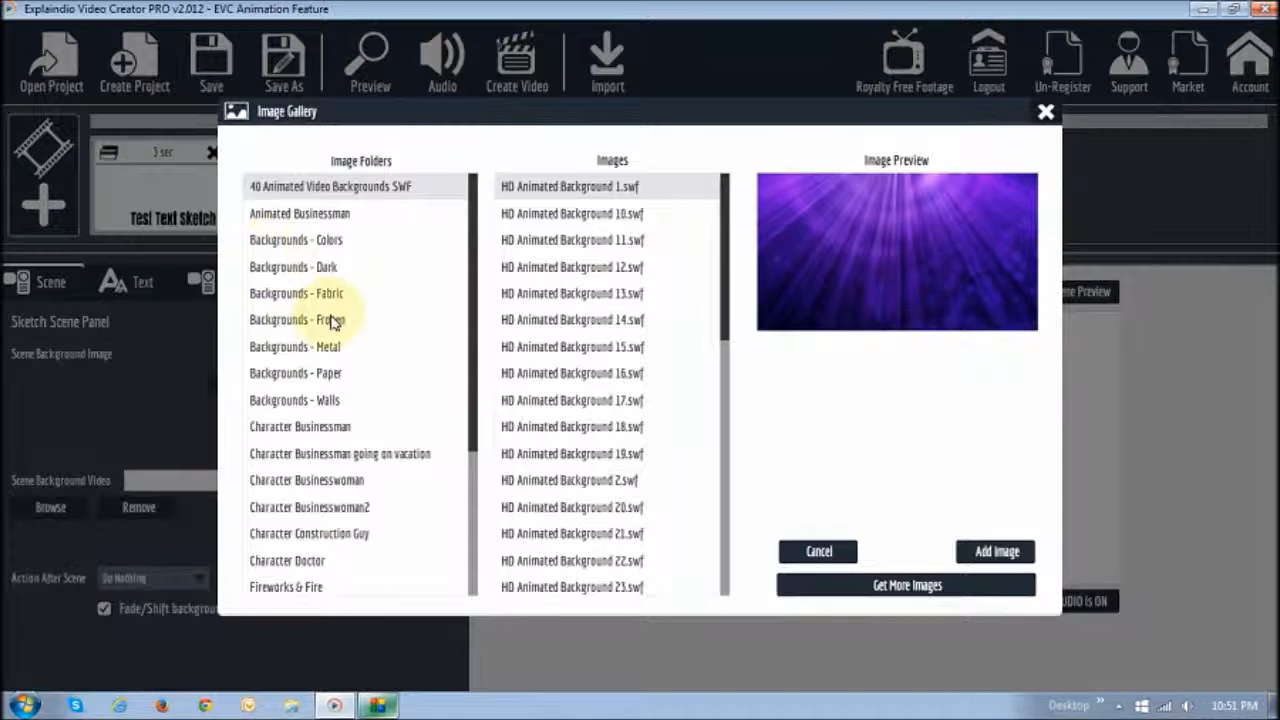 Explaindio Video Creator PRO v2.012 - EVC Animation Feature
Open Project
Create Project
Save
Save As
Preview
Audio
Create Video
Import
Royalty Free Footage
Logout
Un-Register
Support
Market
Account
Image Gallery
3 sec
Test Text Sketch
Image Folders
Images
Image Preview
40 Animated Video Backgrounds SWF
Animated Businessman
Backgrounds - Colors
Backgrounds - Dark
Backgrounds - Fabric
Backgrounds - Frozen
Backgrounds - Metal
Backgrounds - Paper
Backgrounds - Walls
Character Businessman
Character Businessman going on vacation
Character Businesswoman
Character Businesswoman2
Character Construction Guy
Character Doctor
Fireworks & Fire
HD Animated Background 1.swf
HD Animated Background 10.swf
HD Animated Background 11.swf
HD Animated Background 12.swf
HD Animated Background 13.swf
HD Animated Background 14.swf
HD Animated Background 15.swf
HD Animated Background 16.swf
HD Animated Background 17.swf
HD Animated Background 18.swf
HD Animated Background 19.swf
HD Animated Background 2.swf
HD Animated Background 20.swf
HD Animated Background 21.swf
HD Animated Background 22.swf
HD Animated Background 23.swf
Cancel
Add Image
Get More Images
Scene
Text
Sketch Scene Panel
Scene Background Image
Scene Background Video
Browse
Remove
Action After Scene
Do Nothing
Fade/Shift backgrou
ne Preview
UDIO is ON
Desktop
10:51 PM